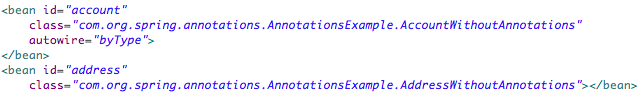 <bean id="account"
class="com.org.spring.annotations.AnnotationsExample.AccountWithoutAnnotations"
autowire="byType">
</bean>
<bean id="address"
class="com.org.spring.annotations.AnnotationsExample.AddressWithoutAnnotations"></bean>